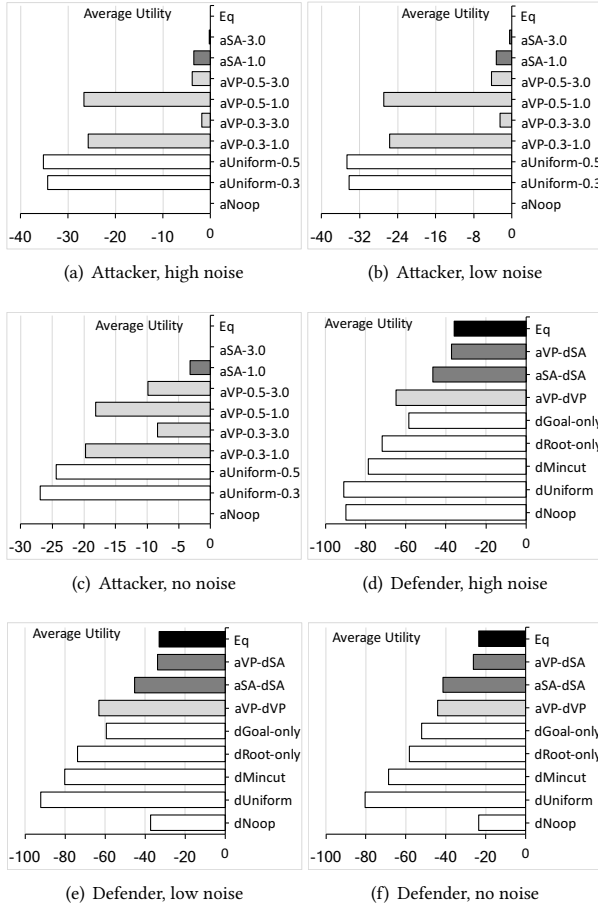 Average Utility
Eq
aSA-3.0
aSA-1.0
aVP-0.5-3.0
aVP-0.5-1.0
aVP-0.3-3.0
aVP-0.3-1.0
aUniform-0.5
aUniform-0.3
aNoop
-40 -30 -20 -10 0
(a) Attacker, high noise
Average Utility
Eq
aSA-3.0
aSA-1.0
aVP-0.5-3.0
aVP-0.5-1.0
aVP-0.3-3.0
aVP-0.3-1.0
aUniform-0.5
aUniform-0.3
aNoop
-40 -34 -24 -16 -8 0
(b) Attacker, low noise
Average Utility
Eq
aSA-3.0
aSA-1.0
aVP-0.5-3.0
aVP-0.5-1.0
aVP-0.3-3.0
aVP-0.3-1.0
aUniform-0.5
aUniform-0.3
aNoop
-30 -25 -20 -15 -10 -5 0
(c) Attacker, no noise
Average Utility
Eq
aVP-dSA
aSA-dSA
aVP-dVP
dGoal-only
dRoot-only
dMincut
dUniform
dNoop
-100 -80 -60 -40 -20 0
(d) Defender, high noise
Average Utility
Eq
aVP-dSA
aSA-dSA
aVP-dVP
dGoal-only
dRoot-only
dMincut
dUniform
dNoop
-100 -80 -60 -40 -20 0
(e) Defender, low noise
Average Utility
Eq
aVP-dSA
aSA-dSA
aVP-dVP
dGoal-only
dRoot-only
dMincut
dUniform
dNoop
-100 -80 -60 -40 -20 0
(f) Defender, no noise